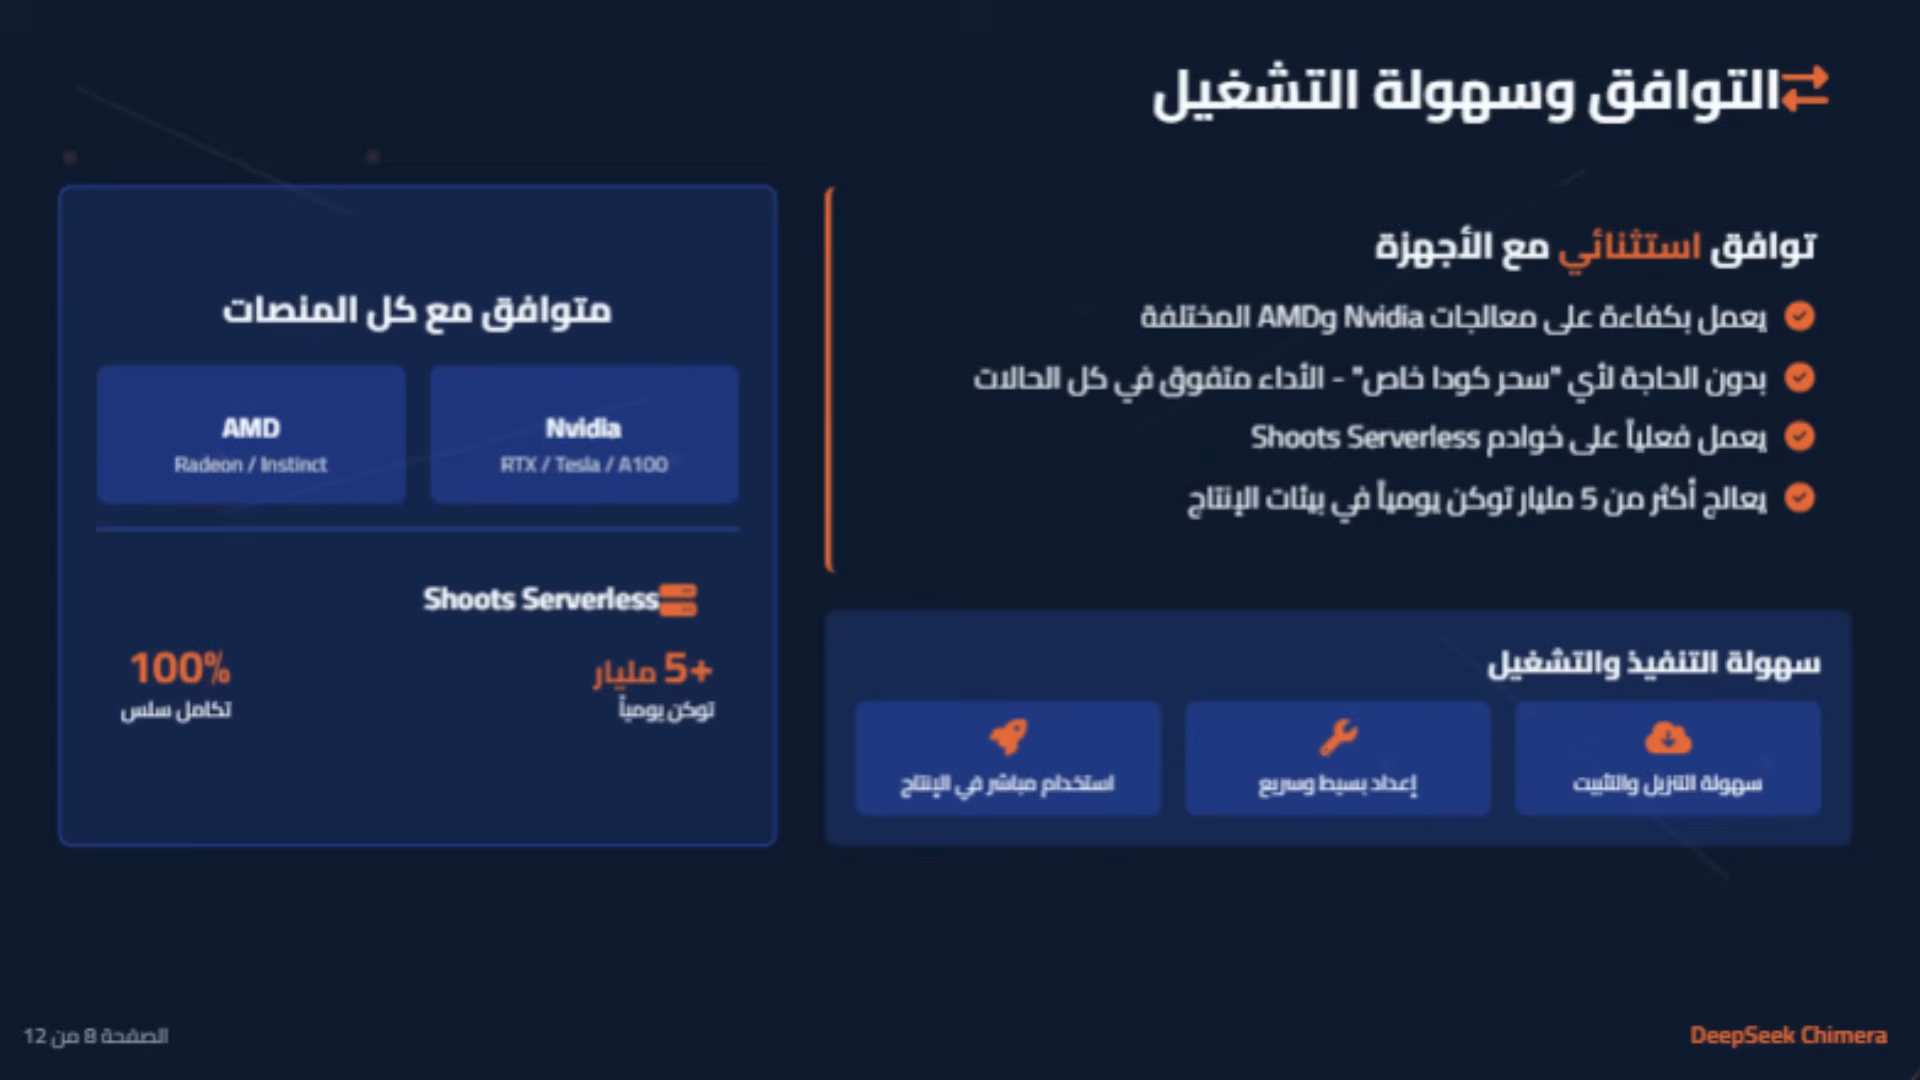 التوافق وسهولة التشغيل
توافق استثنائي مع الأجهزة
يعمل بكفاءة على معالجات Nvidia وAMD المختلفة
بدون الحاجة لأي "سحر كودا خاص" - الأداء متفوق في كل الحالات
يعمل فعلياً على خوادم Shoots Serverless
يعالج أكثر من 5 مليار توكن يومياً في بيئات الإنتاج
سهولة التنفيذ والتشغيل
سهولة التنزيل والتثبيت
إعداد بسيط وسريع
استخدام مباشر في الإنتاج
متوافق مع كل المنصات
Nvidia
RTX / Tesla / A100
AMD
Radeon / Instinct
Shoots Serverless
+5 مليار
توكن يومياً
100%
تكامل سلس
DeepSeek Chimera
الصفحة 8 من 12